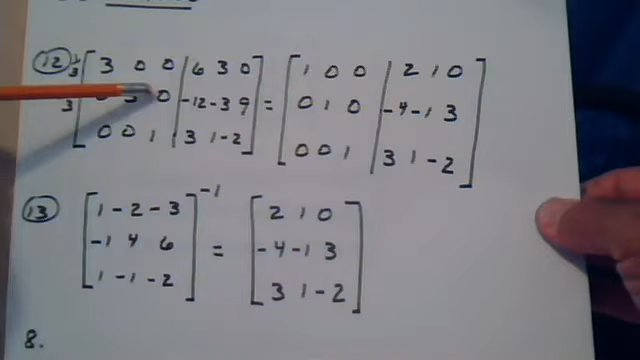 12 1/3 [ 3 0 0 | 6 3 0 ] [ 1 0 0 | 2 1 0 ]
3 0 | -12 -3 9 = 0 1 0 | -4 -1 3
0 0 1 | 3 1 -2 0 0 1 | 3 1 -2
13 [ 1 -2 -3 ]⁻¹ [ 2 1 0 ]
-1 4 6 = -4 -1 3
1 -1 -2 3 1 -2
8.